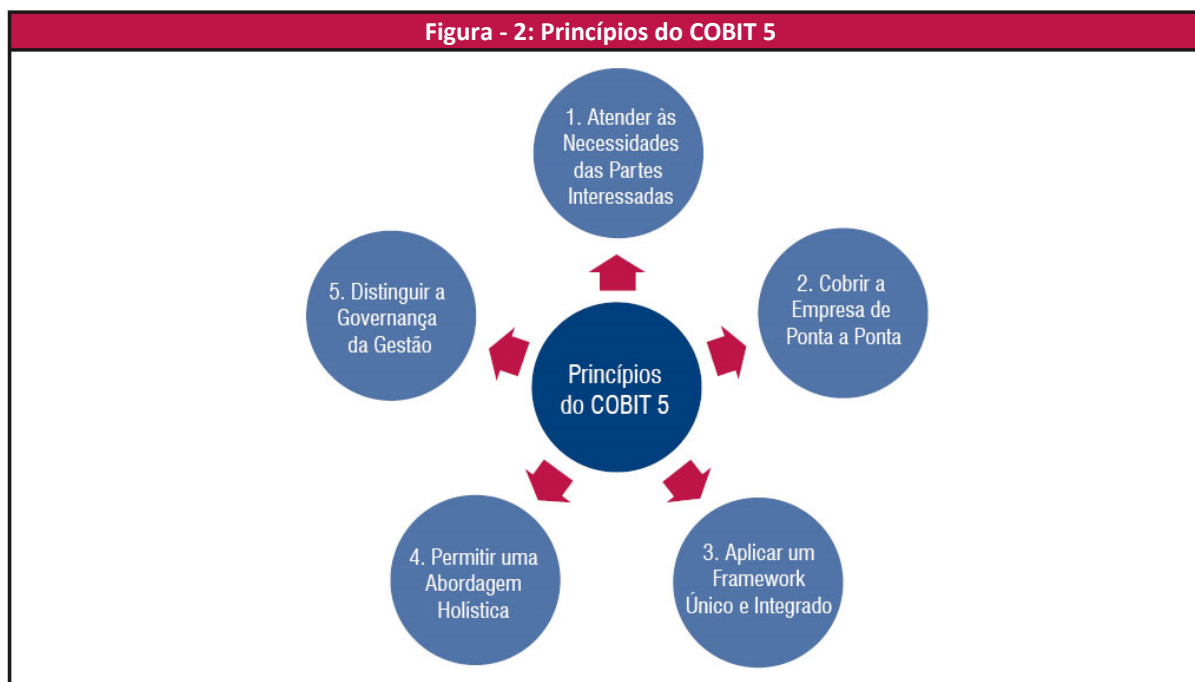 Figura - 2: Princípios do COBIT 5
1. Atender às
Necessidades
das Partes
Interessadas
2. Cobrir a
Empresa de
Ponta a Ponta
3. Aplicar um
Framework
Único e Integrado
4. Permitir uma
Abordagem
Holística
5. Distinguir a
Governança
da Gestão
Princípios
do COBIT 5